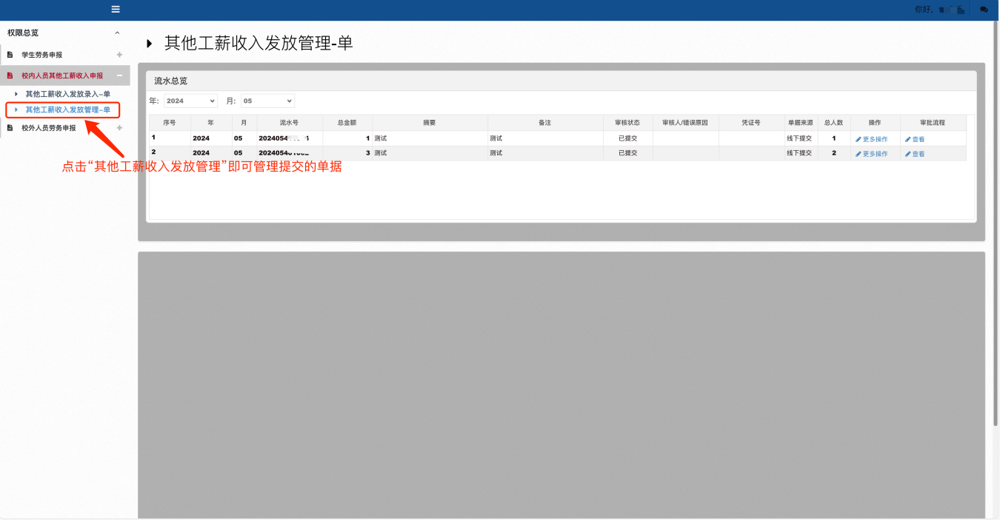 你好,
权限总览
学生劳务申报
校内人员其他工薪收入申报
其他工薪收入发放录入-单
其他工薪收入发放管理-单
校外人员劳务申报
点击“其他工薪收入发放管理”即可管理提交的单据
其他工薪收入发放管理-单
流水总览
年: 2024 月: 05
序号 年 月 流水号 总金额 摘要 备注 审核状态 审核人/错误原因 凭证号 单据来源 总人数 操作 审批流程
1 2024 05 2024054 1 测试 测试 已提交 线下提交 1 更多操作 查看
2 2024 05 2024054 3 测试 测试 已提交 线下提交 2 更多操作 查看